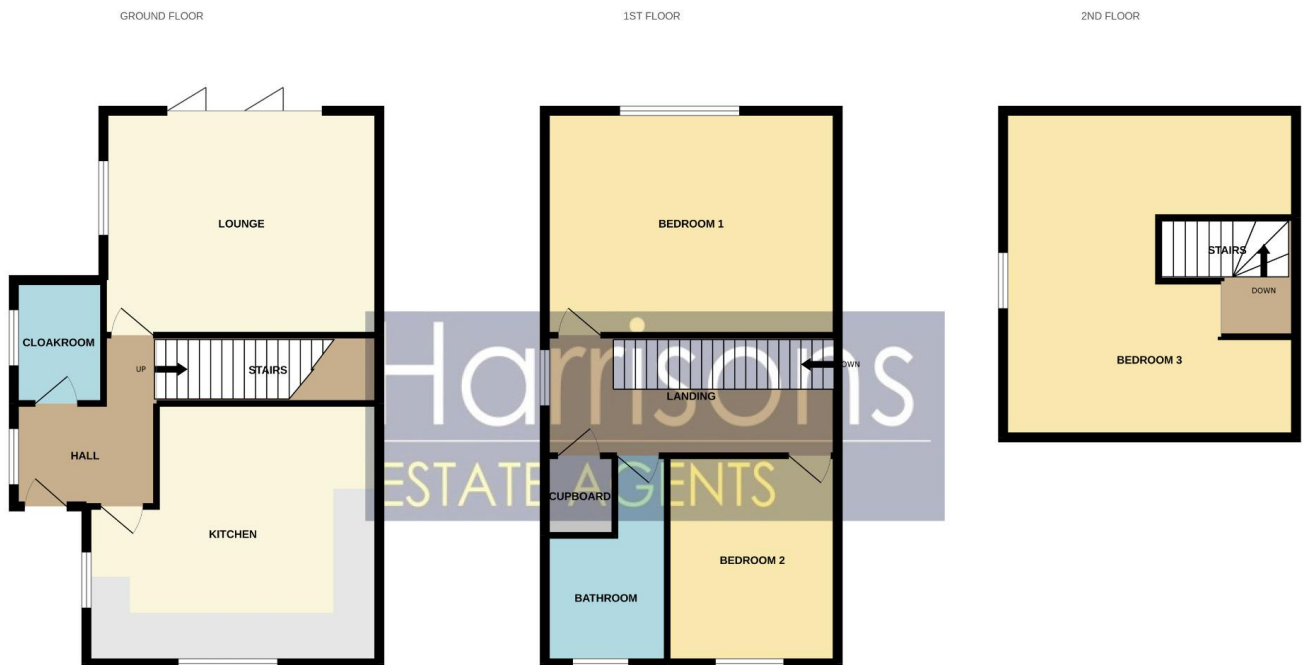 GROUND FLOOR
1ST FLOOR
2ND FLOOR
LOUNGE
CLOAKROOM
UP
STAIRS
HALL
KITCHEN
BEDROOM 1
DOWN
LANDING
CUPBOARD
BATHROOM
BEDROOM 2
STAIRS
DOWN
BEDROOM 3
Harrisons
ESTATE AGENTS